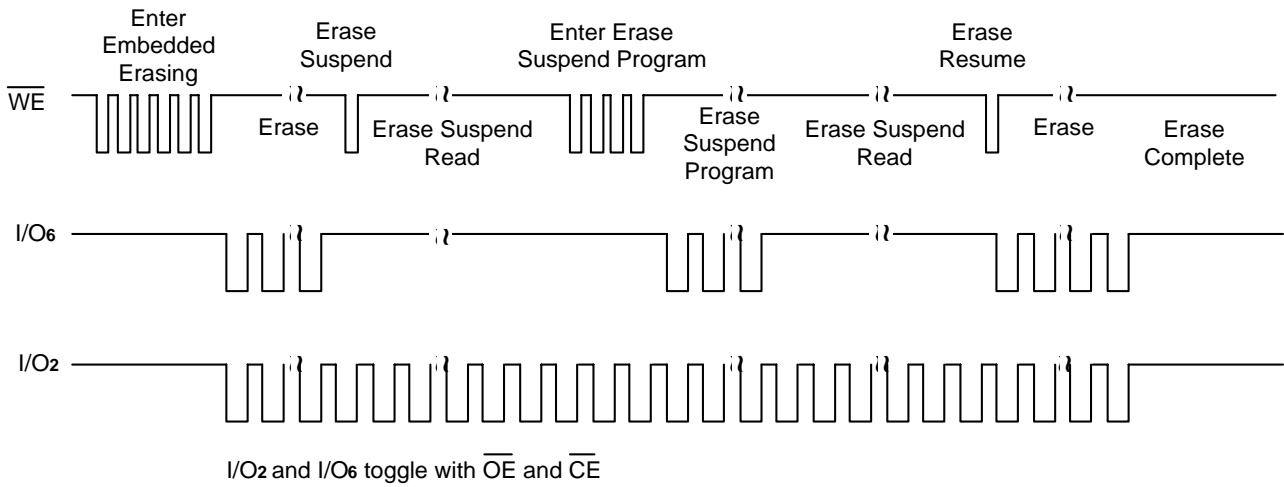 Enter
Embedded
Erasing
Erase
Suspend
Enter Erase
Suspend Program
Erase
Resume
WE
Erase
Erase Suspend
Read
Erase
Suspend
Program
Erase Suspend
Read
Erase
Erase
Complete
I/O6
I/O2
I/O2 and I/O6 toggle with OE and CE